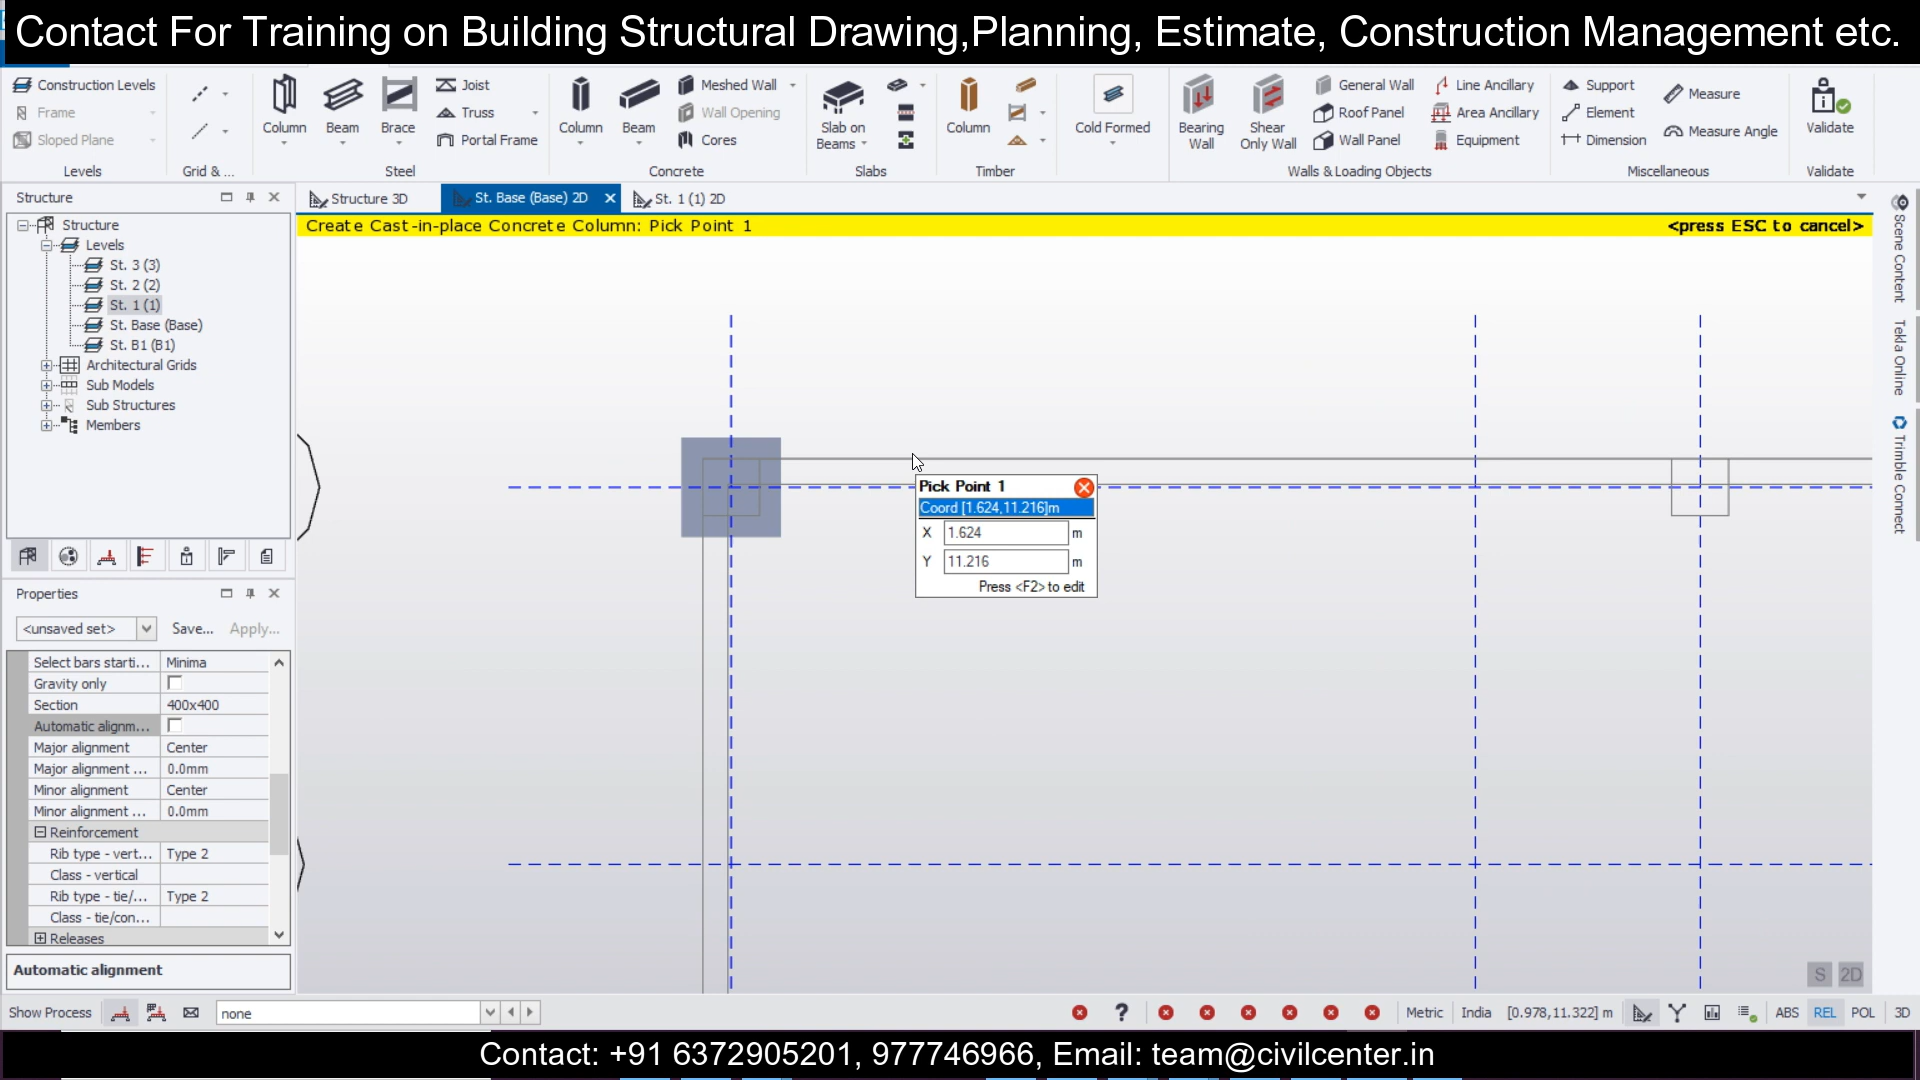 Contact For Training on Building Structural Drawing,Planning, Estimate, Construction Management etc.
Construction Levels
Frame
Sloped Plane
Levels
Grid & ...
Column
Beam
Brace
Joist
Truss
Portal Frame
Steel
Column
Beam
Meshed Wall
Wall Opening
Cores
Concrete
Slab on
Beams
Slabs
Column
Timber
Cold Formed
Bearing
Wall
Shear
Only Wall
General Wall
Roof Panel
Wall Panel
Line Ancillary
Area Ancillary
Equipment
Walls & Loading Objects
Support
Element
Dimension
Measure
Measure Angle
Miscellaneous
Validate
Validate
Structure
Structure
Levels
St. 3 (3)
St. 2 (2)
St. 1 (1)
St. Base (Base)
St. B1 (B1)
Architectural Grids
Sub Models
Sub Structures
Members
Structure 3D
St. Base (Base) 2D
St. 1 (1) 2D
Create Cast-in-place Concrete Column: Pick Point 1
<press ESC to cancel>
Pick Point 1
Coord [1.624,11.216]m
X 1.624 m
Y 11.216 m
Press <F2> to edit
Scene Content
Tekla Online
Trimble Connect
Properties
<unsaved set>
Save...
Apply...
Select bars starti... Minima
Gravity only
Section 400x400
Automatic alignm...
Major alignment Center
Major alignment ... 0.0mm
Minor alignment Center
Minor alignment ... 0.0mm
Reinforcement
Rib type - vert... Type 2
Class - vertical
Rib type - tie/... Type 2
Class - tie/con...
Releases
Automatic alignment
S 2D
Show Process
none
?
Metric
India
[0.978,11.322] m
ABS
REL
POL
3D
Contact: +91 6372905201, 977746966, Email: team@civilcenter.in